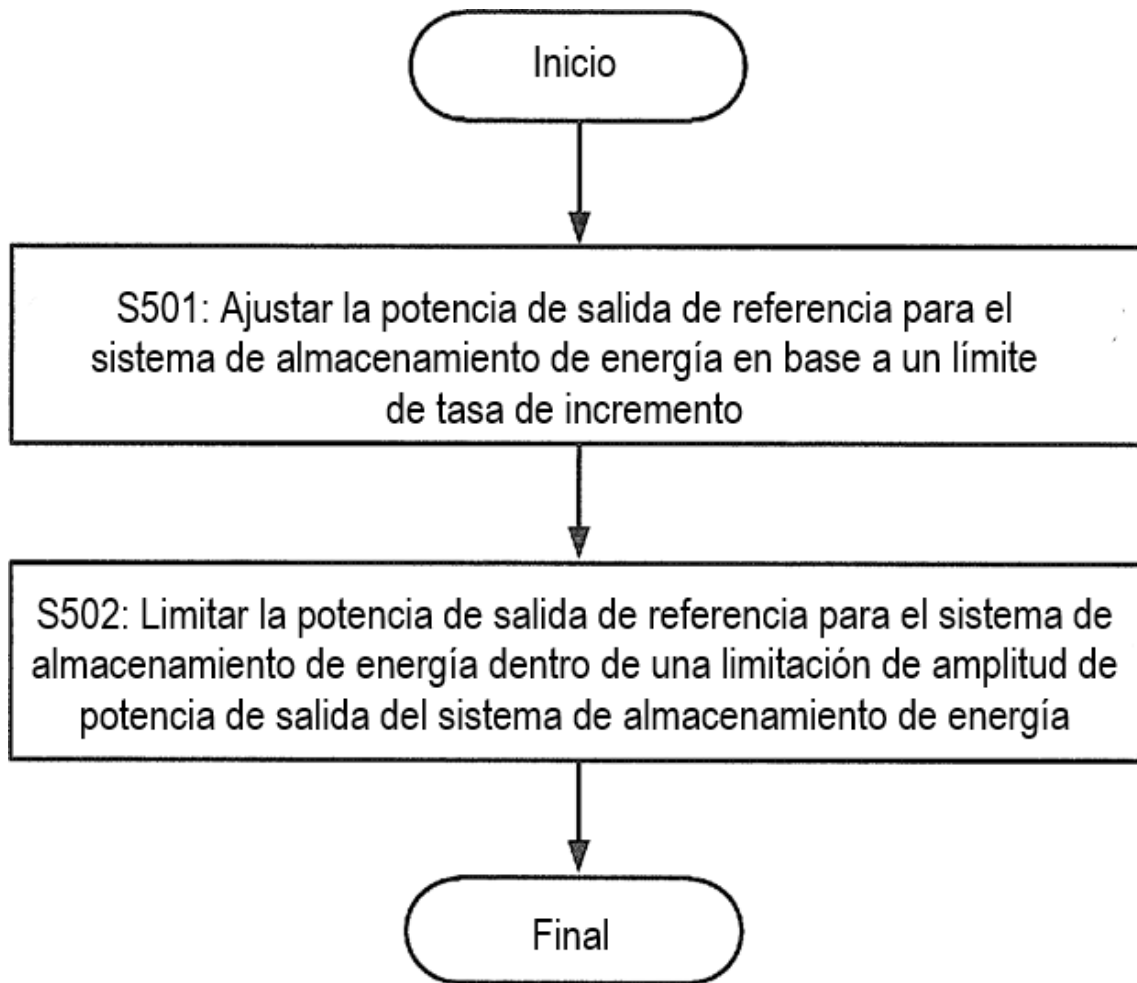 Inicio
S501: Ajustar la potencia de salida de referencia para el
sistema de almacenamiento de energía en base a un límite
de tasa de incremento
S502: Limitar la potencia de salida de referencia para el sistema de
almacenamiento de energía dentro de una limitación de amplitud de
potencia de salida del sistema de almacenamiento de energía
Final